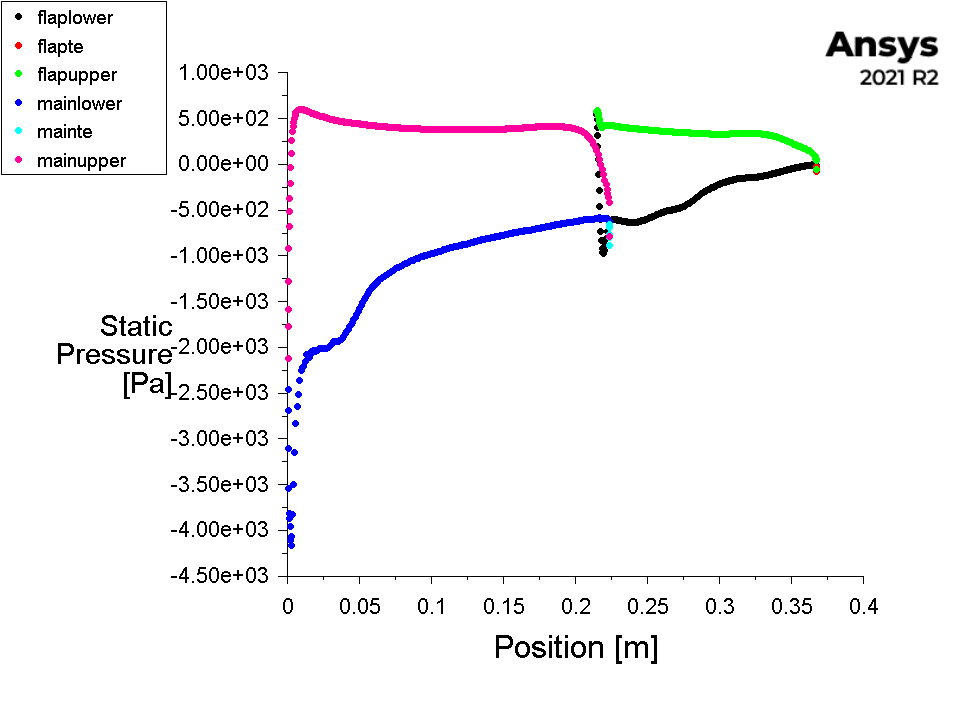 flaplower
flapte
flapupper
mainlower
mainte
mainupper
Ansys
2021 R2
1.00e+03
5.00e+02
0.00e+00
-5.00e+02
-1.00e+03
-1.50e+03
-2.00e+03
-2.50e+03
-3.00e+03
-3.50e+03
-4.00e+03
-4.50e+03
Static
Pressure
[Pa]
0 0.05 0.1 0.15 0.2 0.25 0.3 0.35 0.4
Position [m]